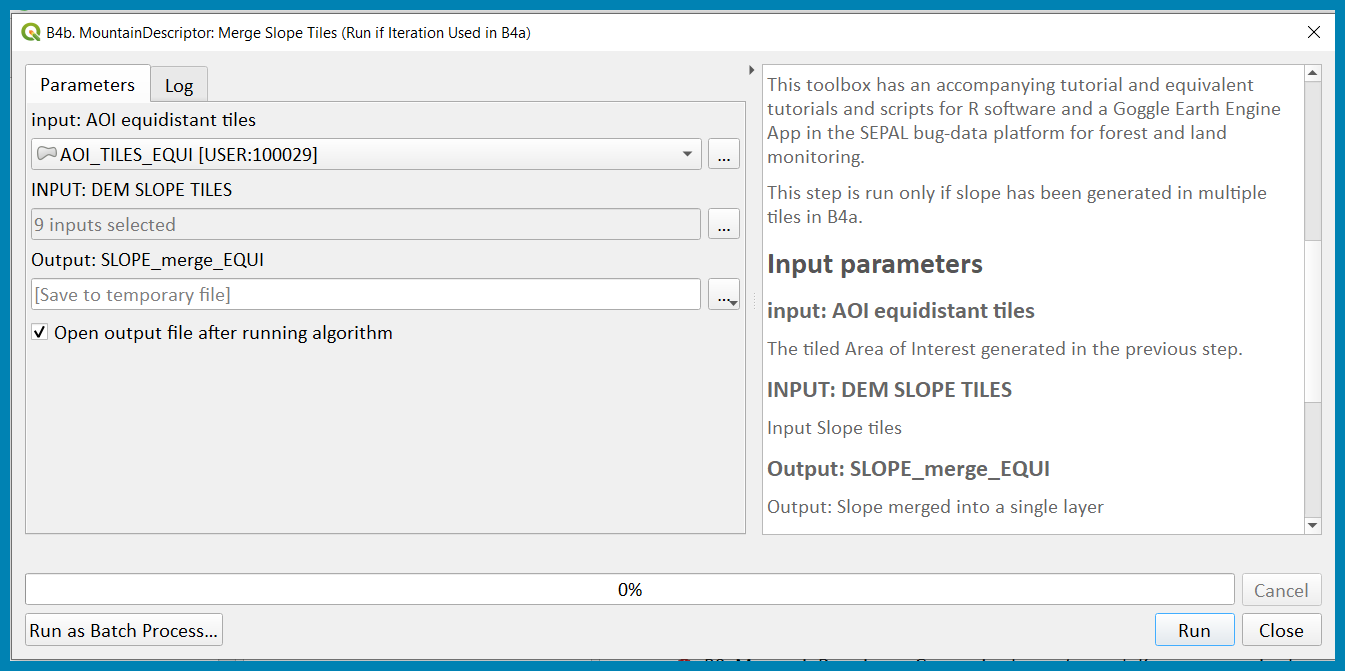 B4b. MountainDescriptor: Merge Slope Tiles (Run if Iteration Used in B4a)
Parameters
Log
input: AOI equidistant tiles
AOI_TILES_EQUI [USER:100029]
...
INPUT: DEM SLOPE TILES
9 inputs selected
...
Output: SLOPE_merge_EQUI
[Save to temporary file]
...
Open output file after running algorithm
This toolbox has an accompanying tutorial and equivalent
tutorials and scripts for R software and a Goggle Earth Engine
App in the SEPAL bug-data platform for forest and land
monitoring.
This step is run only if slope has been generated in multiple
tiles in B4a.
Input parameters
input: AOI equidistant tiles
The tiled Area of Interest generated in the previous step.
INPUT: DEM SLOPE TILES
Input Slope tiles
Output: SLOPE_merge_EQUI
Output: Slope merged into a single layer
0%
Cancel
Run as Batch Process...
Run
Close